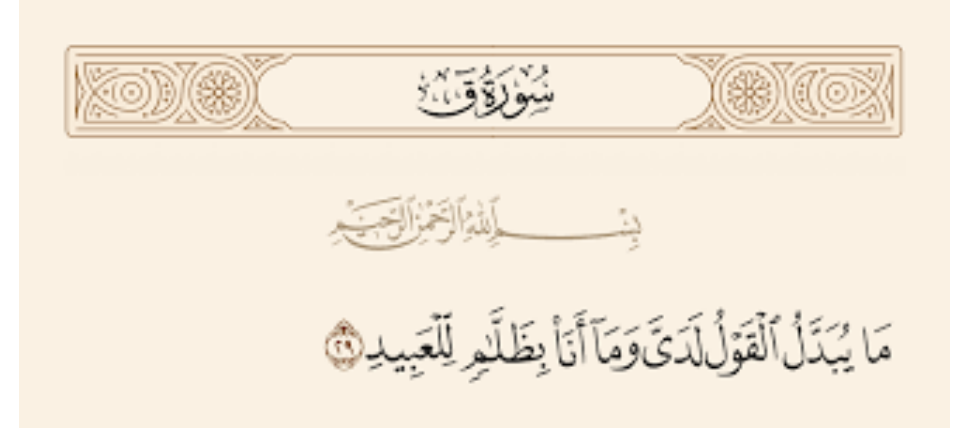 سُورَةُ قٓ
بِسْمِ ٱللَّهِ ٱلرَّحْمَٰنِ ٱلرَّحِيمِ
مَا يُبَدَّلُ ٱلْقَوْلُ لَدَىَّ وَمَآ أَنَا۠ بِظَلَّٰمٍ لِّلْعَبِيدِ ٢٩